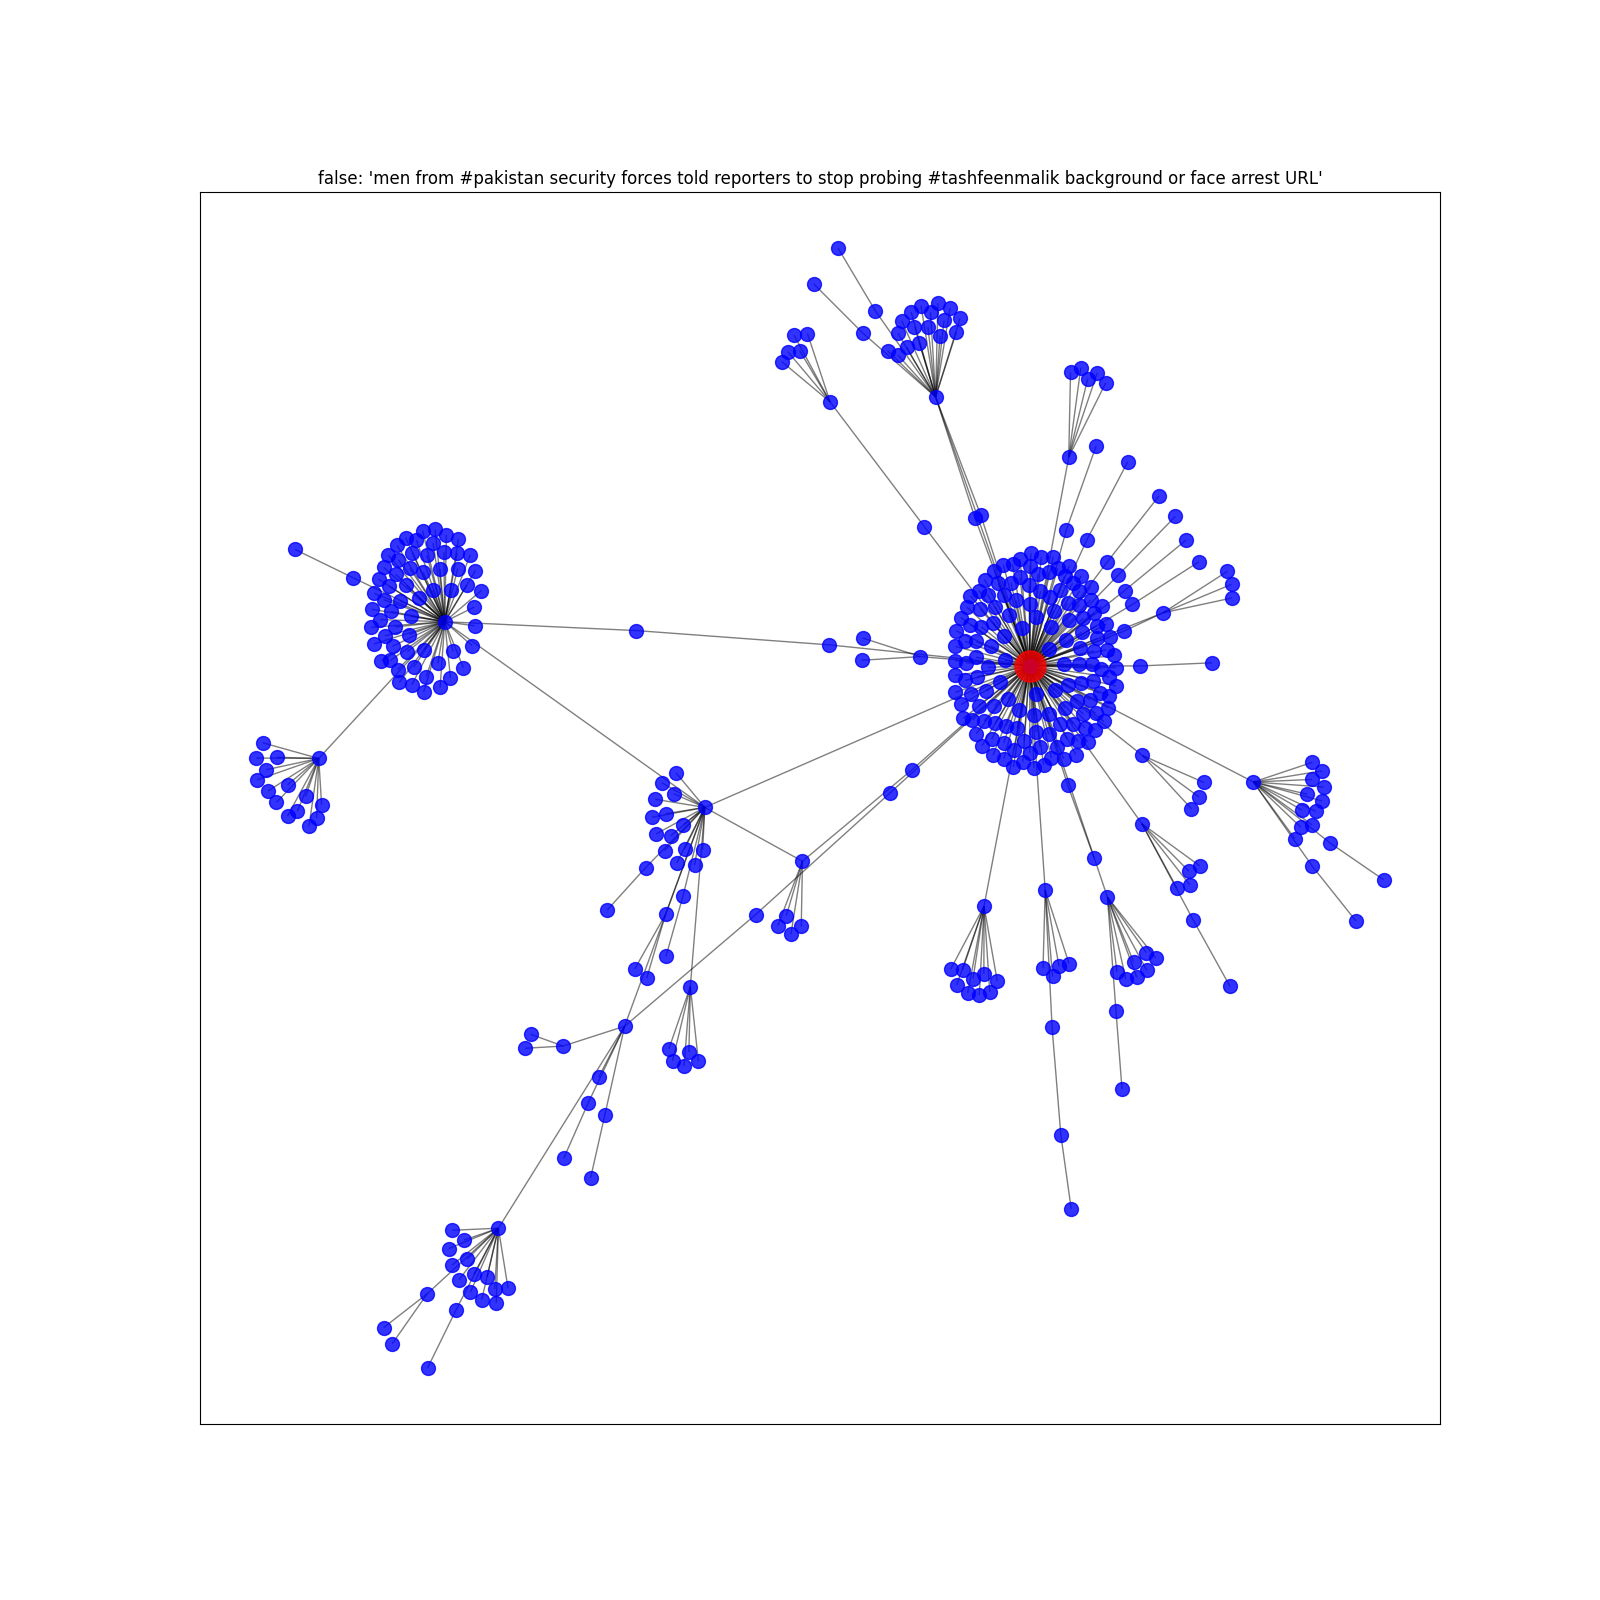 false: 'men from #pakistan security forces told reporters to stop probing #tashfeenmalik background or face arrest URL'